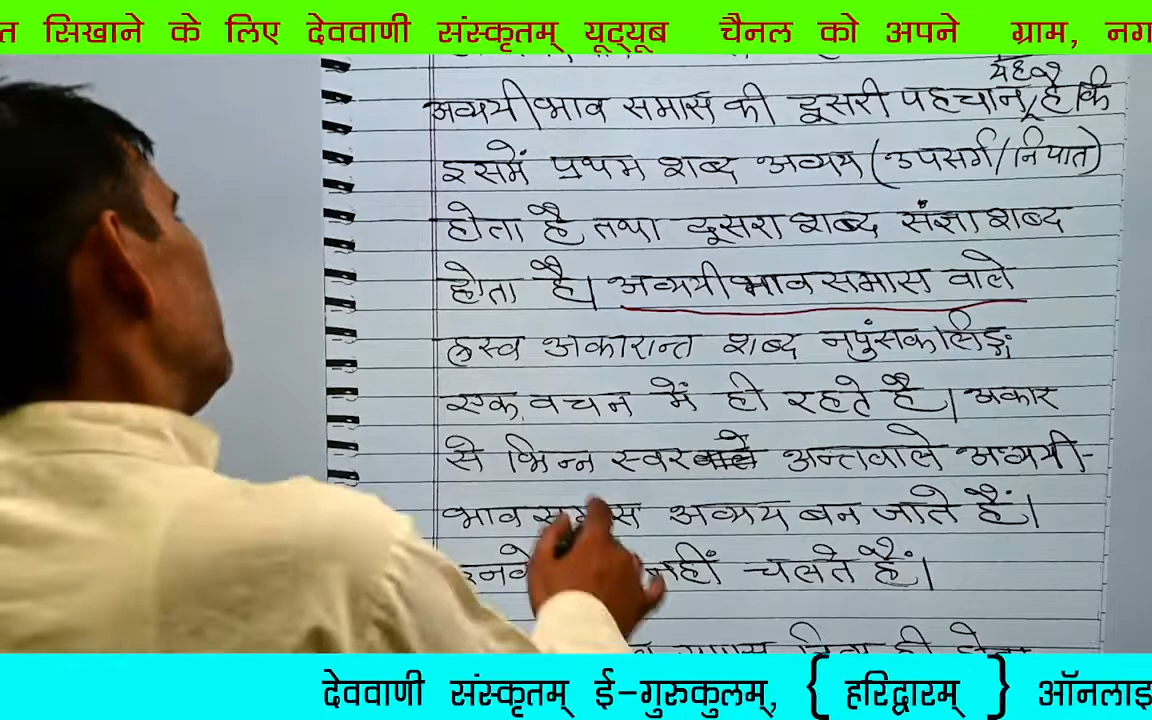 त सिखाने के लिए देववाणी संस्कृतम् यूट्यूब चैनल को अपने ग्राम, नग
यह है
अव्ययीभाव समास की दूसरी पहचान है कि
इसमें प्रथम शब्द अव्यय (उपसर्ग/निपात)
होता है तथा दूसरा शब्द संज्ञा शब्द
होता है। अव्ययीभाव समास वाले
ह्रस्व अकारान्त शब्द नपुंसकलिङ्ग
एकवचन में ही रहते है। अकार
से भिन्न स्वर अन्तवाले अव्ययी-
भाव समास अव्यय बन जाते हैं।
नहीं चलते हैं।
देववाणी संस्कृतम् ई-गुरुकुलम्, { हरिद्वारम् } ऑनलाइ